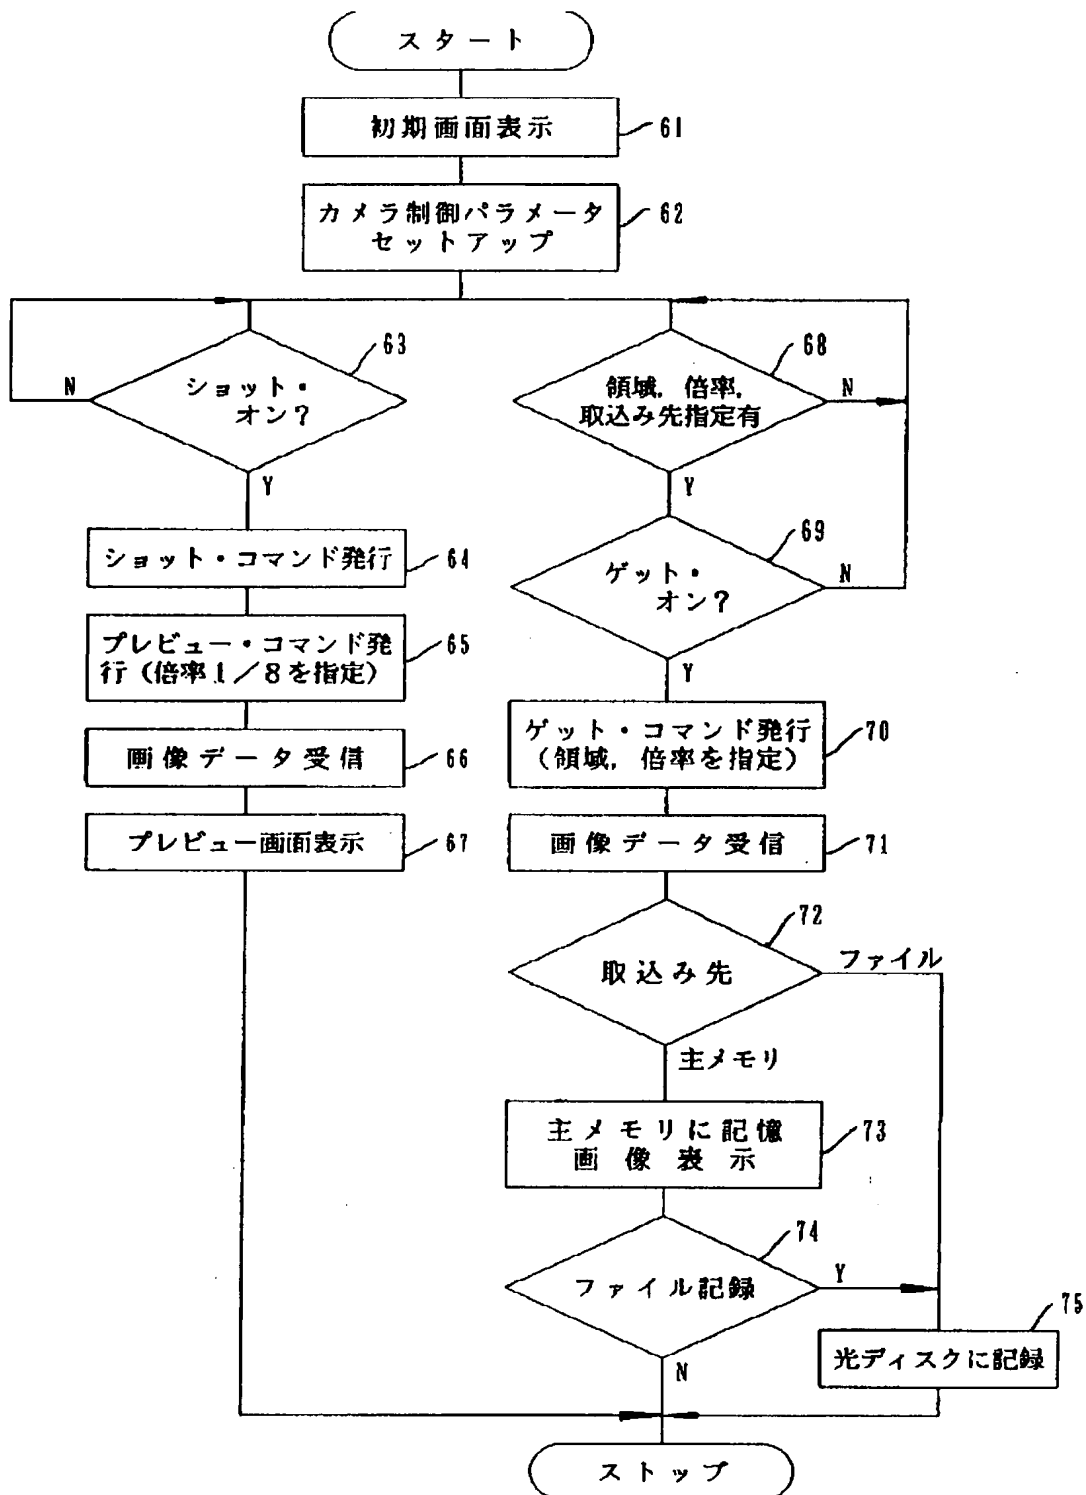 スタート
初期画面表示
61
カメラ制御パラメータ
セットアップ
62
63
ショット・
オン?
N
Y
ショット・コマンド発行
64
プレビュー・コマンド発
行(倍率1/8を指定)
65
画像データ受信
66
プレビュー画面表示
67
68
領域,倍率,
取込み先指定有
N
Y
69
ゲット・
オン?
N
Y
ゲット・コマンド発行
(領域,倍率を指定)
70
画像データ受信
71
72
取込み先
ファイル
主メモリ
主メモリに記憶
画像表示
73
74
ファイル記録
Y
N
75
光ディスクに記録
ストップ